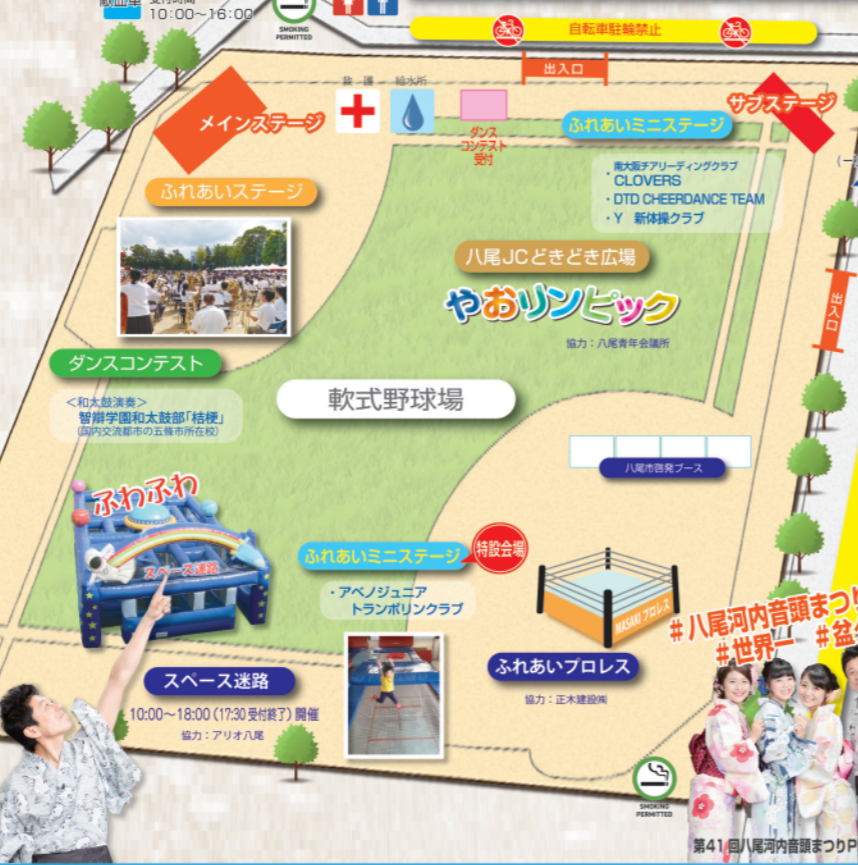 献血車 受付時間
10:00〜16:00
SMOKING
PERMITTED
自転車駐輪禁止
出入口
メインステージ
救護
給水所
ダンス
コンテスト
受付
サブステージ
ふれあいミニステージ
南大阪チアリーディングクラブ
・CLOVERS
・DTD CHEERDANCE TEAM
・Y 新体操クラブ
ふれあいステージ
八尾JCどきどき広場
やおリンピック
協力：八尾青年会議所
出入口
ダンスコンテスト
＜和太鼓演奏＞
智辯学園和太鼓部「桔梗」
(国内交流都市の五條市所在校)
軟式野球場
八尾市啓発ブース
ふわふわ
スペース迷路
ふれあいミニステージ
特設会場
・アベノジュニア
トランポリンクラブ
MASAKI プロレス
ふれあいプロレス
協力：正木建設㈱
スペース迷路
10:00〜18:00（17:30 受付終了）開催
協力：アリオ八尾
#八尾河内音頭まつり
#世界一 #盆
SMOKING
PERMITTED
第41回八尾河内音頭まつりP